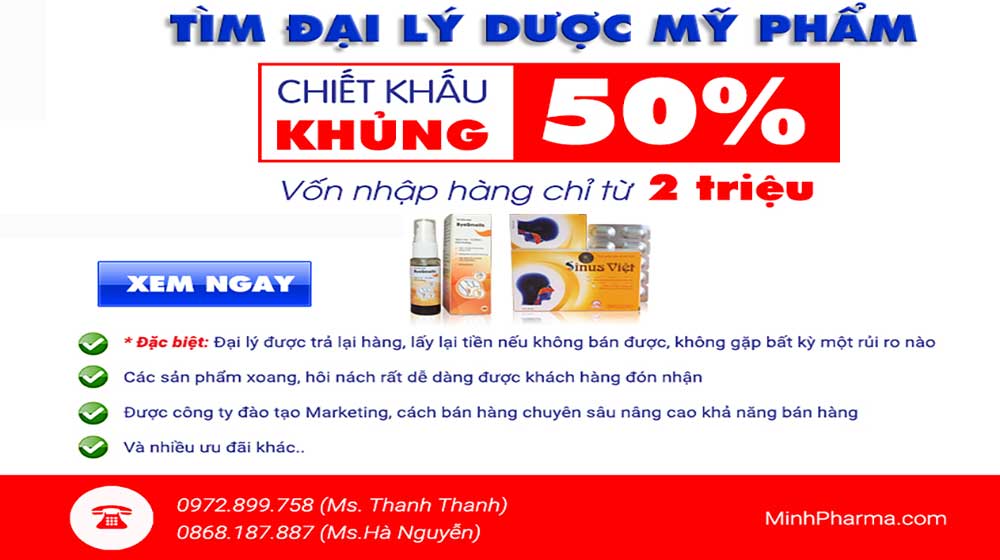 TÌM ĐẠI LÝ DƯỢC MỸ PHẨM
CHIẾT KHẤU
KHỦNG
50%
Vốn nhập hàng chỉ từ 2 triệu
ByeSmells
ByeSmells
Sinus Việt
XEM NGAY
* Đặc biệt: Đại lý được trả lại hàng, lấy lại tiền nếu không bán được, không gặp bất kỳ một rủi ro nào
Các sản phẩm xoang, hôi nách rất dễ dàng được khách hàng đón nhận
Được công ty đào tạo Marketing, cách bán hàng chuyên sâu nâng cao khả năng bán hàng
Và nhiều ưu đãi khác..
0972.899.758 (Ms. Thanh Thanh)
0868.187.887 (Ms.Hà Nguyễn)
MinhPharma.com